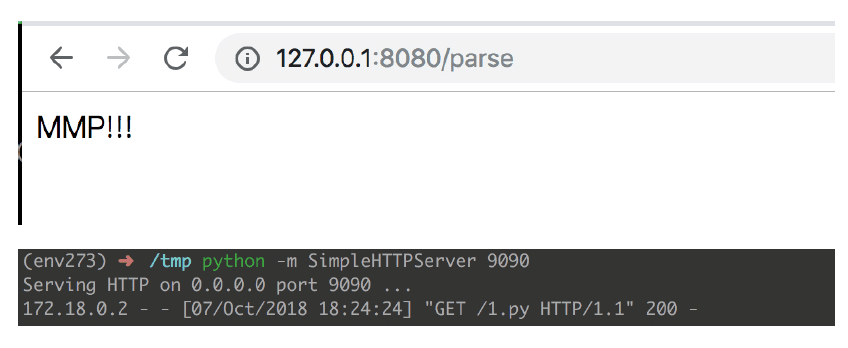 127.0.0.1:8080/parse
MMP!!!
(env273) ➜ /tmp python -m SimpleHTTPServer 9090
Serving HTTP on 0.0.0.0 port 9090 ...
172.18.0.2 - - [07/Oct/2018 18:24:24] "GET /1.py HTTP/1.1" 200 -